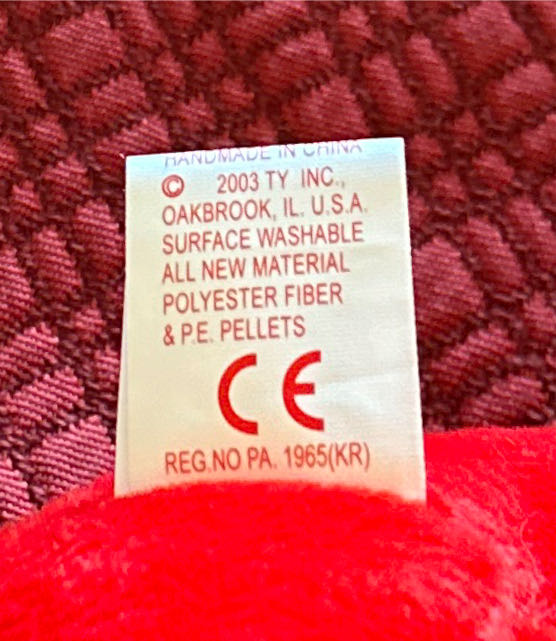 HANDMADE IN CHINA
© 2003 TY INC.,
OAKBROOK, IL. U.S.A.
SURFACE WASHABLE
ALL NEW MATERIAL
POLYESTER FIBER
& P.E. PELLETS
CE
REG.NO PA. 1965(KR)